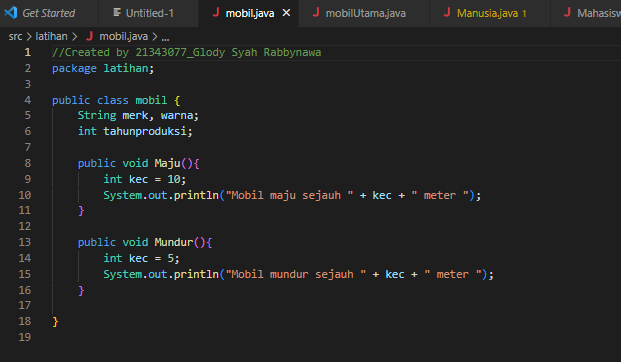 Get Started Untitled-1 J mobil.java J mobilUtama.java J Manusia.java 1 J Mahasisw
src > latihan > J mobil.java > ...
1 //Created by 21343077_Glody Syah Rabbynawa
2 package latihan;
3
4 public class mobil {
5 String merk, warna;
6 int tahunproduksi;
7
8 public void Maju(){
9 int kec = 10;
10 System.out.println("Mobil maju sejauh " + kec + " meter ");
11 }
12
13 public void Mundur(){
14 int kec = 5;
15 System.out.println("Mobil mundur sejauh " + kec + " meter ");
16 }
17
18 }
19